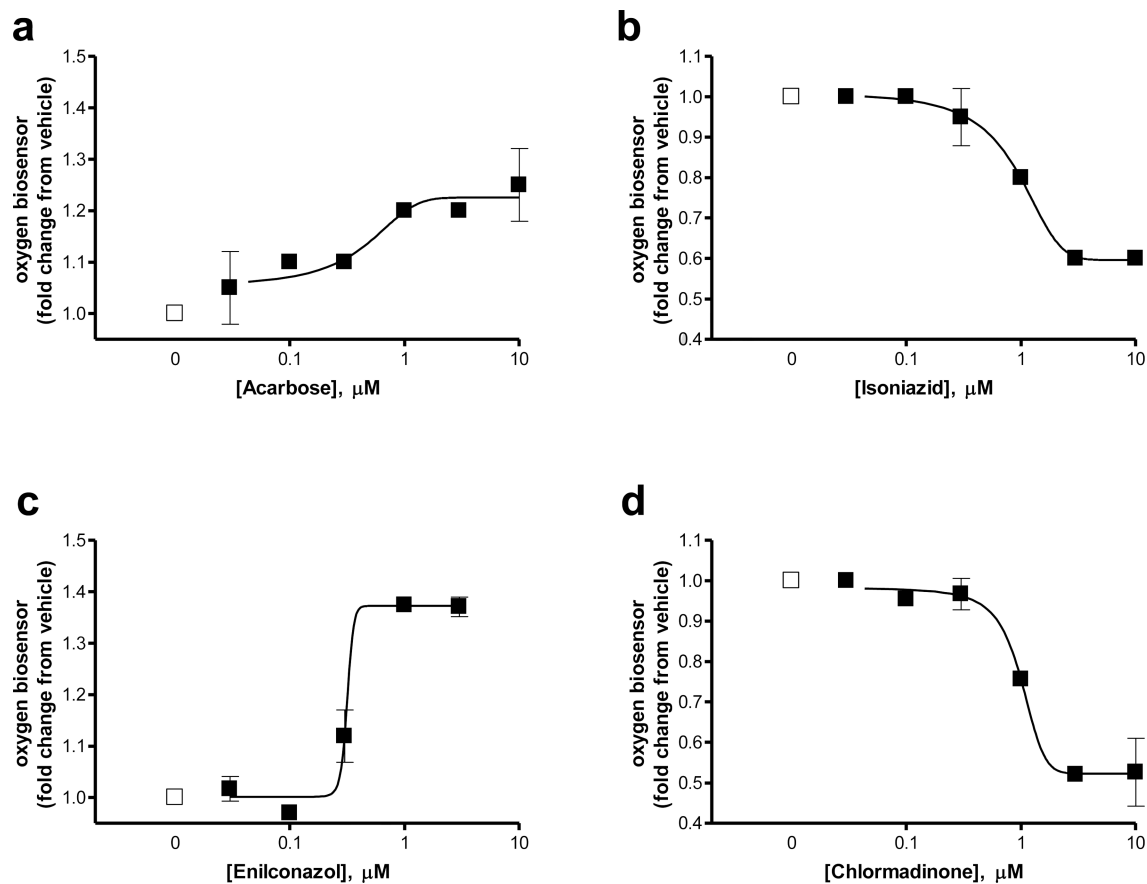 a
oxygen biosensor
(fold change from vehicle)
1.5
1.4
1.3
1.2
1.1
1.0
0
0.1
1
10
[Acarbose], μM
b
oxygen biosensor
(fold change from vehicle)
1.1
1.0
0.9
0.8
0.7
0.6
0.5
0.4
0
0.1
1
10
[Isoniazid], μM
c
oxygen biosensor
(fold change from vehicle)
1.5
1.4
1.3
1.2
1.1
1.0
0
0.1
1
10
[Enilconazol], μM
d
oxygen biosensor
(fold change from vehicle)
1.1
1.0
0.9
0.8
0.7
0.6
0.5
0.4
0
0.1
1
10
[Chlormadinone], μM